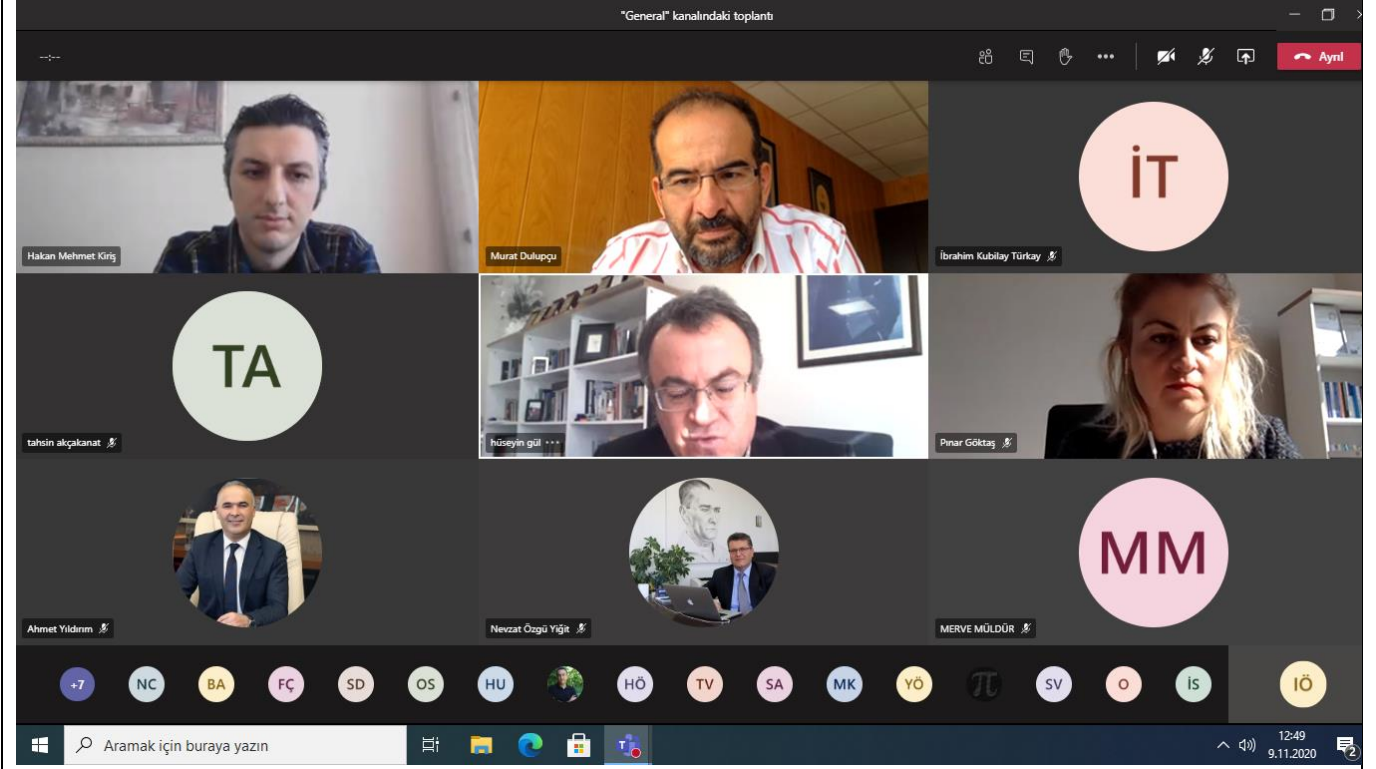 "General" kanalındaki toplantı
--:--
Ayrıl
Hakan Mehmet Kiriş
Murat Dulupçu
İT
İbrahim Kubilay Türkay
TA
tahsin akçakanat
hüseyin gül
Pınar Göktaş
Ahmet Yıldırım
Nevzat Özgü Yiğit
MM
MERVE MÜLDÜR
+7
NC
BA
FÇ
SD
OS
HU
HÖ
TV
SA
MK
YÖ
π
SV
O
İS
IÖ
Aramak için buraya yazın
T
12:49
9.11.2020
2